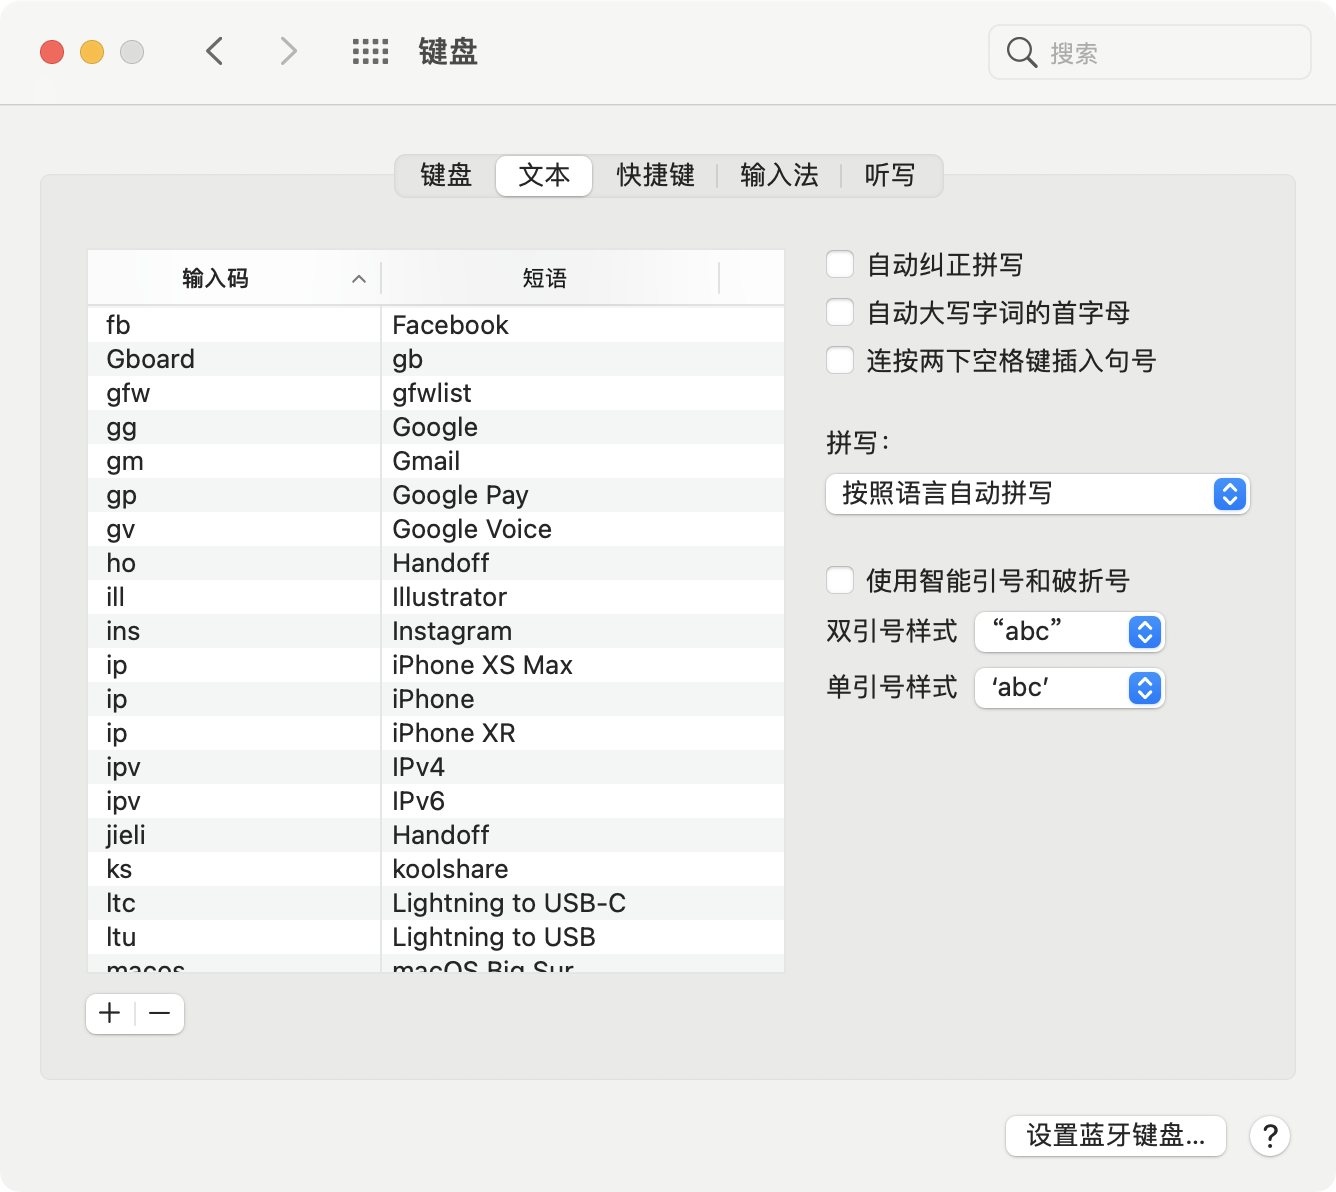 键盘
搜索
键盘 文本 快捷键 输入法 听写
输入码 短语
fb Facebook
Gboard gb
gfw gfwlist
gg Google
gm Gmail
gp Google Pay
gv Google Voice
ho Handoff
ill Illustrator
ins Instagram
ip iPhone XS Max
ip iPhone
ip iPhone XR
ipv IPv4
ipv IPv6
jieli Handoff
ks koolshare
ltc Lightning to USB-C
ltu Lightning to USB
macos macOS Big Sur
自动纠正拼写
自动大写字词的首字母
连按两下空格键插入句号
拼写：
按照语言自动拼写
使用智能引号和破折号
双引号样式 “abc”
单引号样式 ‘abc’
设置蓝牙键盘...
?